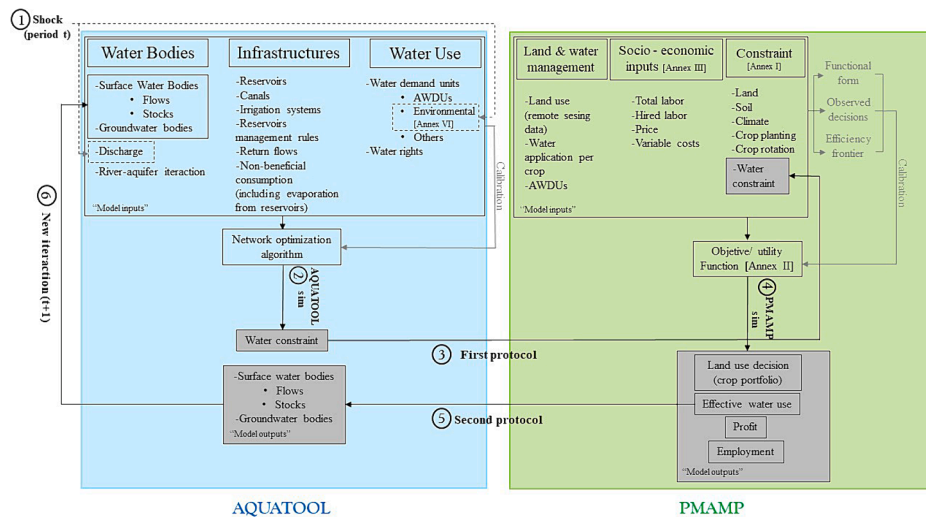 1 Shock
(period t)
Water Bodies
-Surface Water Bodies
• Flows
• Stocks
-Groundwater bodies
-Discharge
-River-aquifer iteraction
"Model inputs"
Infrastructures
-Reservoirs
-Canals
-Irrigation systems
-Reservoirs
management rules
-Return flows
-Non-beneficial
consumption
(including evaporation
from reservoirs)
Water Use
-Water demand units
• AWDUs
• Environmental
[Annex VI]
• Others
-Water rights
Calibration
Network optimization
algorithm
2 AQUATOOL
sim
Water constraint
3 First protocol
-Surface water bodies
• Flows
• Stocks
-Groundwater bodies
"Model outputs"
6 New iteraction (t+1)
AQUATOOL
Land & water
management
-Land use
(remote sesing
data)
-Water
application per
crop
-AWDUs
"Model inputs"
Socio - economic
inputs [Annex III]
-Total labor
-Hired labor
-Price
-Variable costs
Constraint
[Annex I]
-Land
-Soil
-Climate
-Crop planting
-Crop rotation
-Water
constraint
Functional
form
Observed
decisions
Efficiency
frontier
Calibration
Objetive/ utility
Function [Annex II]
4 PMAMP
sim
Land use decision
(crop portfolio)
Effective water use
Profit
Employment
"Model outputs"
5 Second protocol
PMAMP